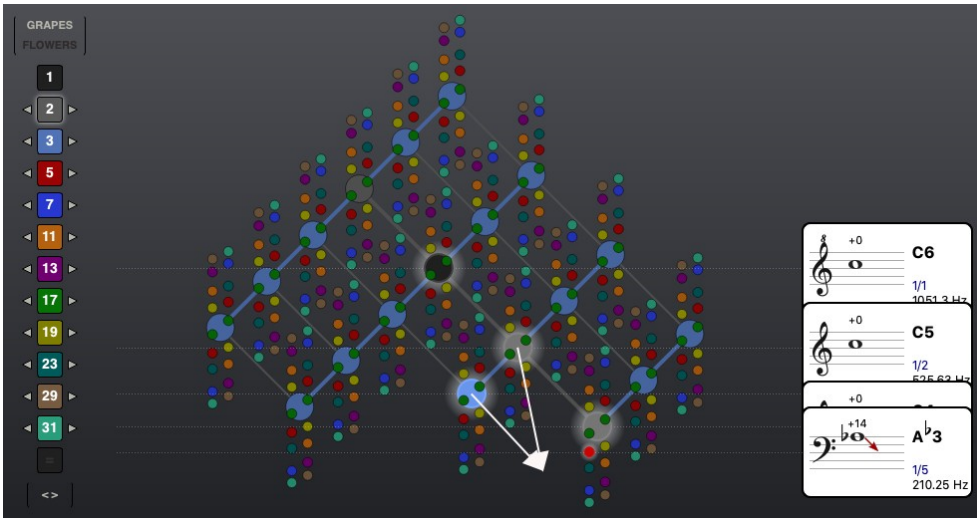 GRAPES
FLOWERS
1
2
3
5
7
11
13
17
19
23
29
31
=
< >
8
+0
C6
1/1
1051.3 Hz
+0
C5
1/2
525.63 Hz
+0
+14
A♭3
1/5
210.25 Hz